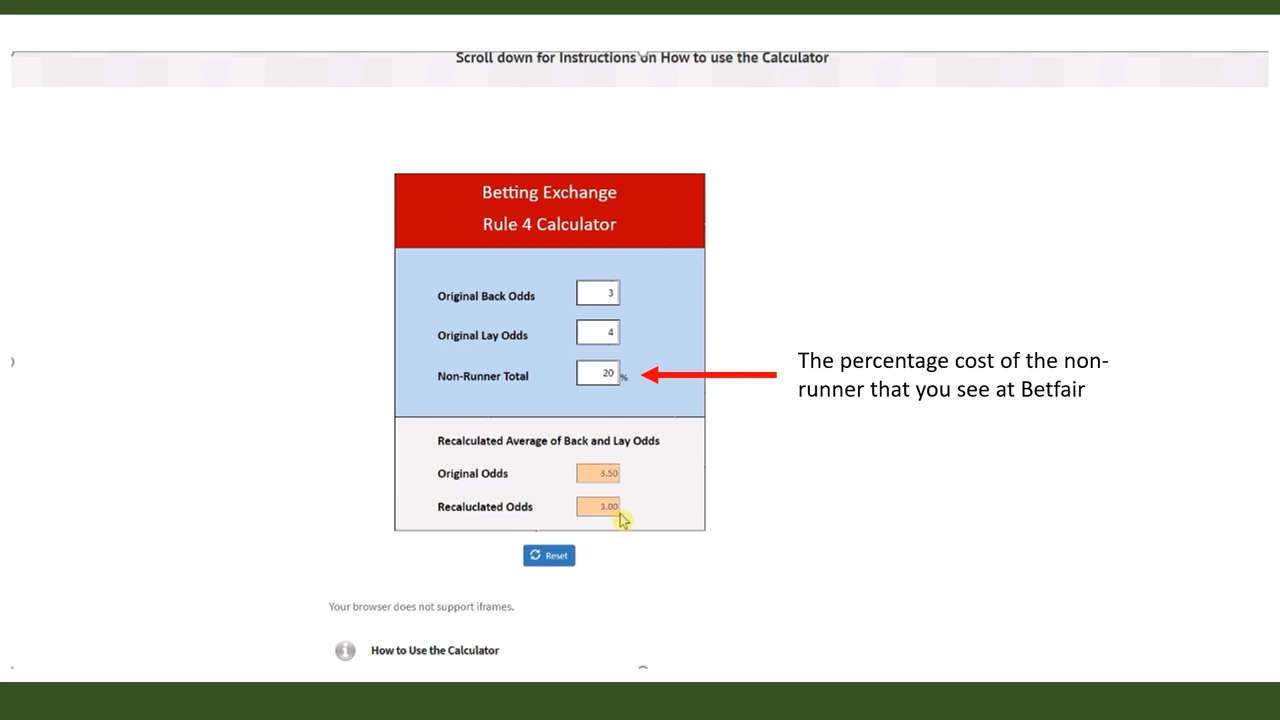 Scroll down for Instructions on How to use the Calculator
Betting Exchange
Rule 4 Calculator
Original Back Odds 3
Original Lay Odds 4
Non-Runner Total 20 %
The percentage cost of the non-
runner that you see at Betfair
Recalculated Average of Back and Lay Odds
Original Odds 3.50
Recaluclated Odds 3.00
Reset
Your browser does not support iframes.
How to Use the Calculator